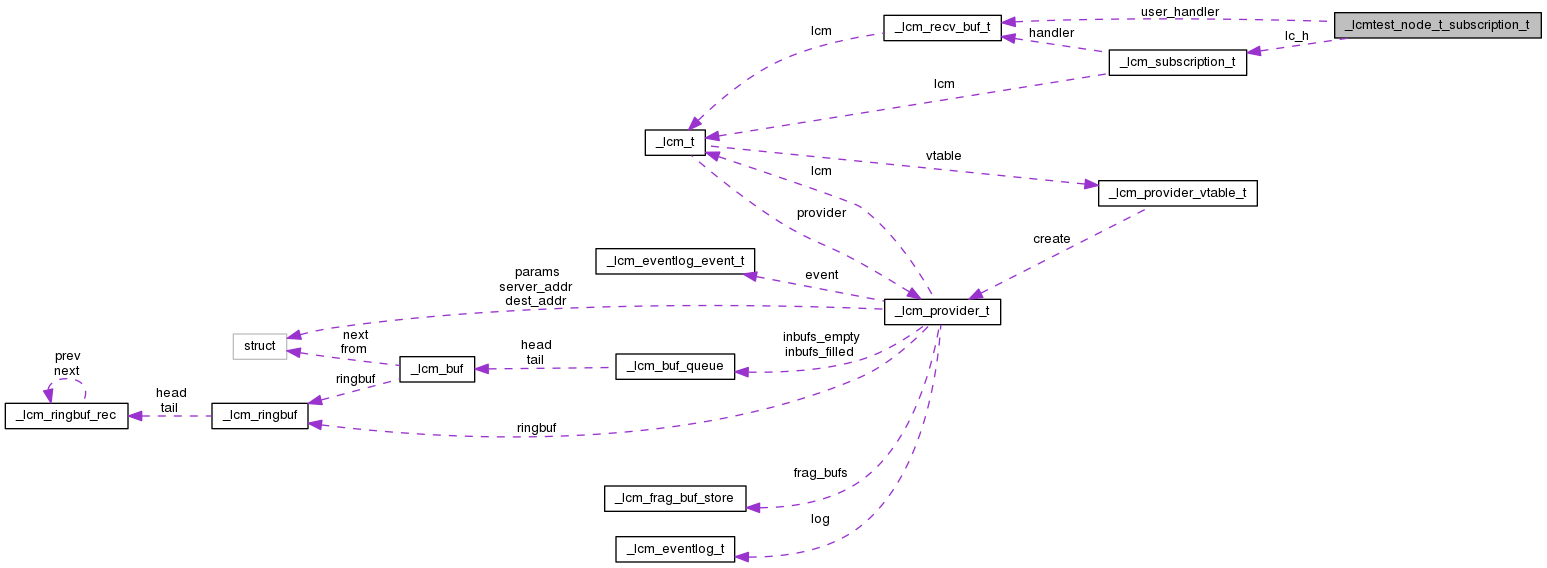 user_handler
_lcmtest_node_t_subscription_t
_lcm_recv_buf_t
lcm
handler
lc_h
_lcm_subscription_t
lcm
_lcm_t
vtable
lcm
_lcm_provider_vtable_t
provider
create
_lcm_eventlog_event_t
params
server_addr
dest_addr
event
_lcm_provider_t
struct
next
from
inbufs_empty
inbufs_filled
head
tail
_lcm_buf_queue
_lcm_buf
prev
next
ringbuf
head
tail
_lcm_ringbuf_rec
_lcm_ringbuf
ringbuf
frag_bufs
_lcm_frag_buf_store
log
_lcm_eventlog_t